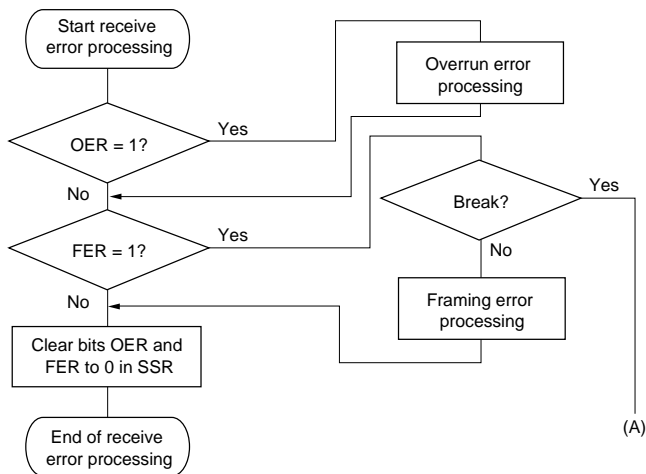 Start receive
error processing
Overrun error
processing
Yes
OER = 1?
No
Yes
Break?
Yes
FER = 1?
No
No
Framing error
processing
Clear bits OER and
FER to 0 in SSR
(A)
End of receive
error processing